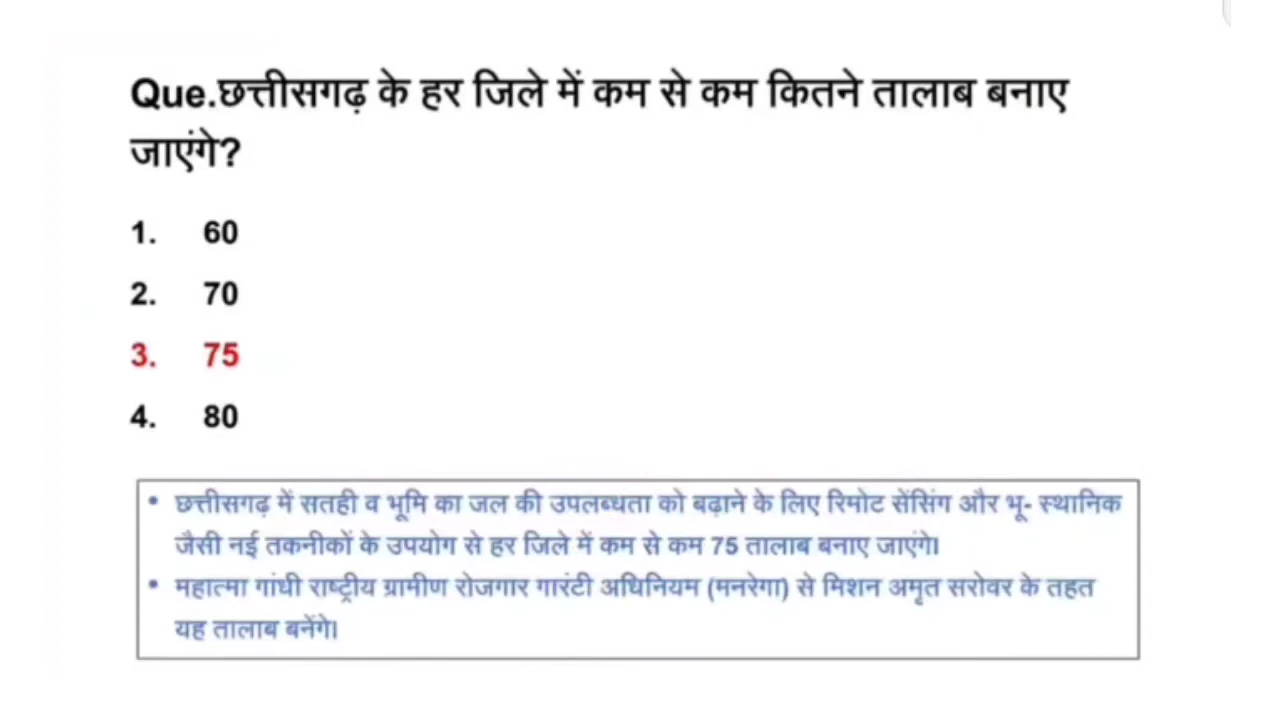 Que.छत्तीसगढ़ के हर जिले में कम से कम कितने तालाब बनाए
जाएंगे?
1. 60
2. 70
3. 75
4. 80
• छत्तीसगढ़ में सतही व भूमि का जल की उपलब्धता को बढ़ाने के लिए रिमोट सेंसिंग और भू- स्थानिक
जैसी नई तकनीकों के उपयोग से हर जिले में कम से कम 75 तालाब बनाए जाएंगे।
• महात्मा गांधी राष्ट्रीय ग्रामीण रोजगार गारंटी अधिनियम (मनरेगा) से मिशन अमृत सरोवर के तहत
यह तालाब बनेंगे।